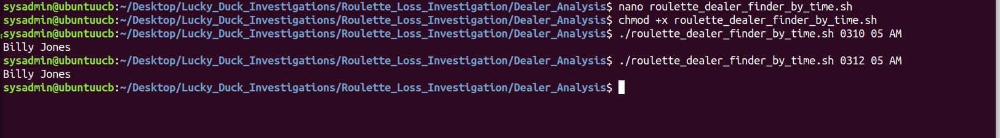 sysadmin@ubuntuucb:~/Desktop/Lucky_Duck_Investigations/Roulette_Loss_Investigation/Dealer_Analysis$ nano roulette_dealer_finder_by_time.sh
sysadmin@ubuntuucb:~/Desktop/Lucky_Duck_Investigations/Roulette_Loss_Investigation/Dealer_Analysis$ chmod +x roulette_dealer_finder_by_time.sh
sysadmin@ubuntuucb:~/Desktop/Lucky_Duck_Investigations/Roulette_Loss_Investigation/Dealer_Analysis$ ./roulette_dealer_finder_by_time.sh 0310 05 AM
Billy Jones
sysadmin@ubuntuucb:~/Desktop/Lucky_Duck_Investigations/Roulette_Loss_Investigation/Dealer_Analysis$ ./roulette_dealer_finder_by_time.sh 0312 05 AM
Billy Jones
sysadmin@ubuntuucb:~/Desktop/Lucky_Duck_Investigations/Roulette_Loss_Investigation/Dealer_Analysis$